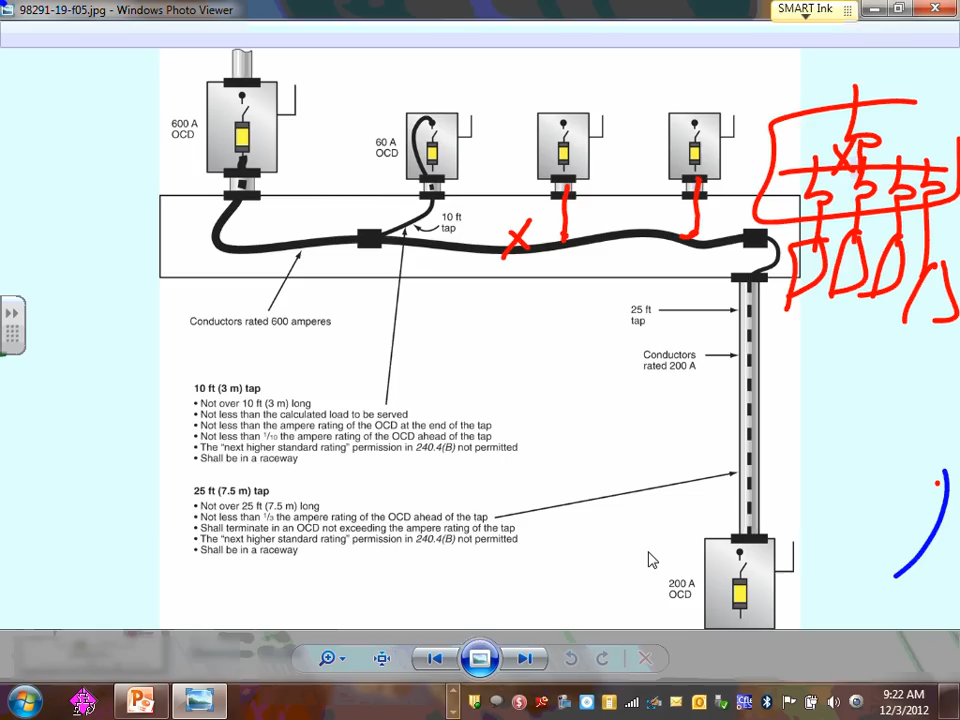 98291-19-f05.jpg - Windows Photo Viewer
SMART Ink
600 A
OCD
60 A
OCD
10 ft
tap
Conductors rated 600 amperes
25 ft
tap
Conductors
rated 200 A
10 ft (3 m) tap
• Not over 10 ft (3 m) long
• Not less than the calculated load to be served
• Not less than the ampere rating of the OCD at the end of the tap
• Not less than 1/10 the ampere rating of the OCD ahead of the tap
• The “next higher standard rating” permission in 240.4(B) not permitted
• Shall be in a raceway
25 ft (7.5 m) tap
• Not over 25 ft (7.5 m) long
• Not less than 1/3 the ampere rating of the OCD ahead of the tap
• Shall terminate in an OCD not exceeding the ampere rating of the tap
• The “next higher standard rating” permission in 240.4(B) not permitted
• Shall be in a raceway
200 A
OCD
9:22 AM
12/3/2012